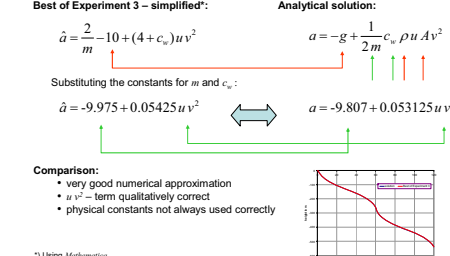 Best of Experiment 3 – simplified*:
Analytical solution:
â = 2/m −10+(4+c_w)uv²
a = −g + 1/2m c_w ρ u Av²
Substituting the constants for m and c_w :
â = -9.975+0.05425uv²
a = -9.807+0.053125uv
Comparison:
• very good numerical approximation
• u v² – term qualitatively correct
• physical constants not always used correctly
*) Using Mathematica